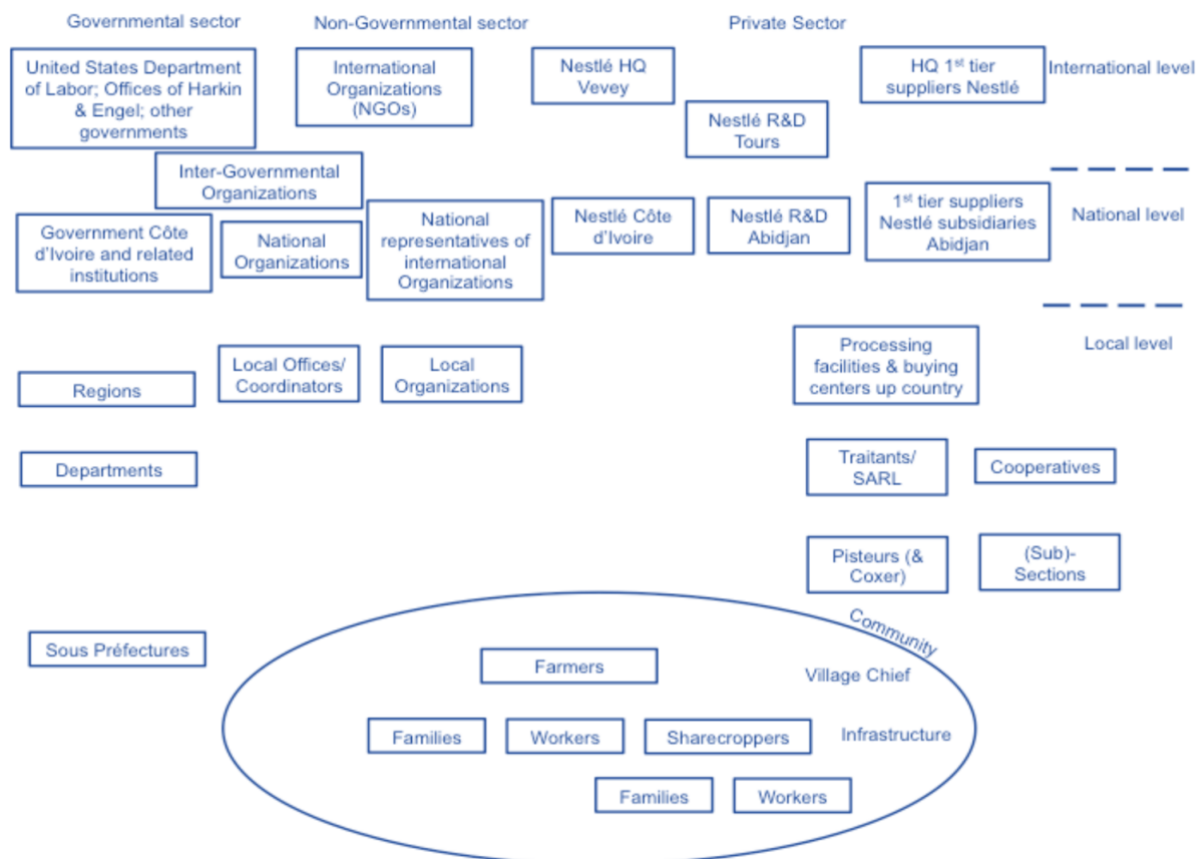 Governmental sector
Non-Governmental sector
Private Sector
United States Department
of Labor; Offices of Harkin
& Engel; other
governments
International
Organizations
(NGOs)
Nestlé HQ
Vevey
HQ 1st tier
suppliers Nestlé
International level
Nestlé R&D
Tours
Inter-Governmental
Organizations
Government Côte
d'Ivoire and related
institutions
National
Organizations
National
representatives of
international
Organizations
Nestlé Côte
d'Ivoire
Nestlé R&D
Abidjan
1st tier suppliers
Nestlé subsidiaries
Abidjan
National level
Local level
Regions
Local Offices/
Coordinators
Local
Organizations
Processing
facilities & buying
centers up country
Departments
Traitants/
SARL
Cooperatives
Pisteurs (&
Coxer)
(Sub)-
Sections
Community
Sous Préfectures
Farmers
Village Chief
Families
Workers
Sharecroppers
Infrastructure
Families
Workers